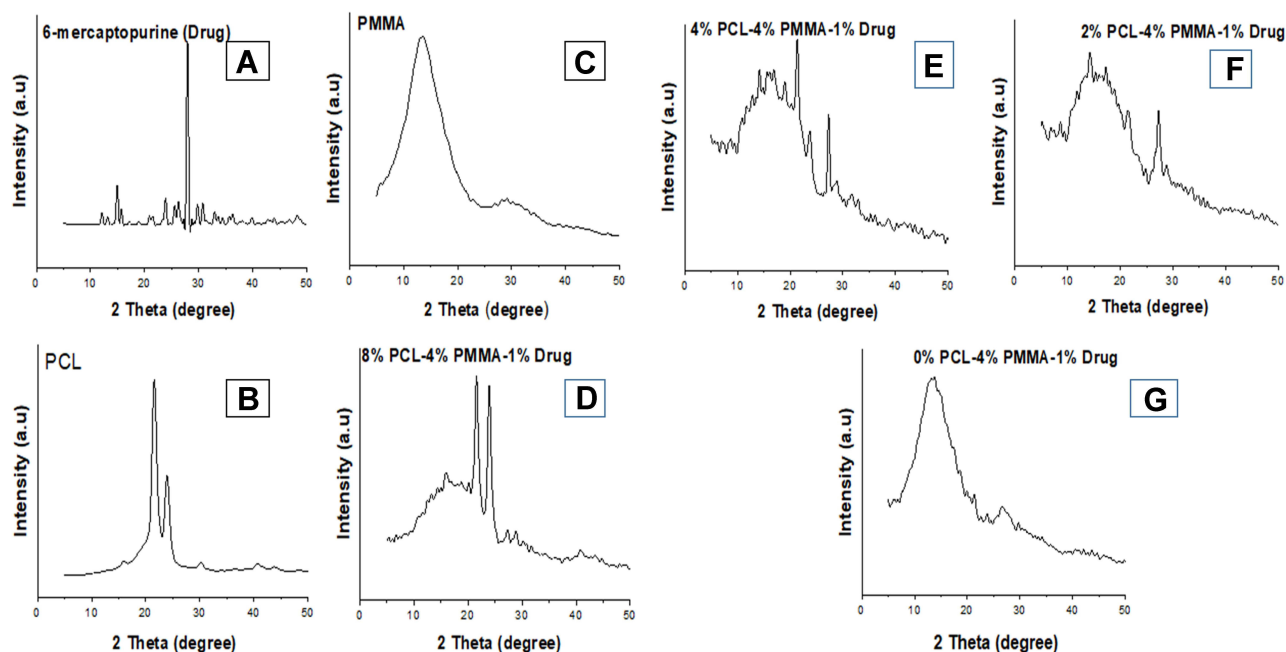 6-mercaptopurine (Drug)
A
Intensity (a.u)
0 10 20 30 40 50
2 Theta (degree)
PMMA
C
Intensity (a.u)
0 10 20 30 40 50
2 Theta (degree)
4% PCL-4% PMMA-1% Drug
E
Intensity (a.u)
0 10 20 30 40 50
2 Theta (degree)
2% PCL-4% PMMA-1% Drug
F
Intensity (a.u)
0 10 20 30 40 50
2 Theta (degree)
PCL
B
Intensity (a.u)
0 10 20 30 40 50
2 Theta (degree)
8% PCL-4% PMMA-1% Drug
D
Intensity (a.u)
0 10 20 30 40 50
2 Theta (degree)
0% PCL-4% PMMA-1% Drug
G
Intensity (a.u)
0 10 20 30 40 50
2 Theta (degree)